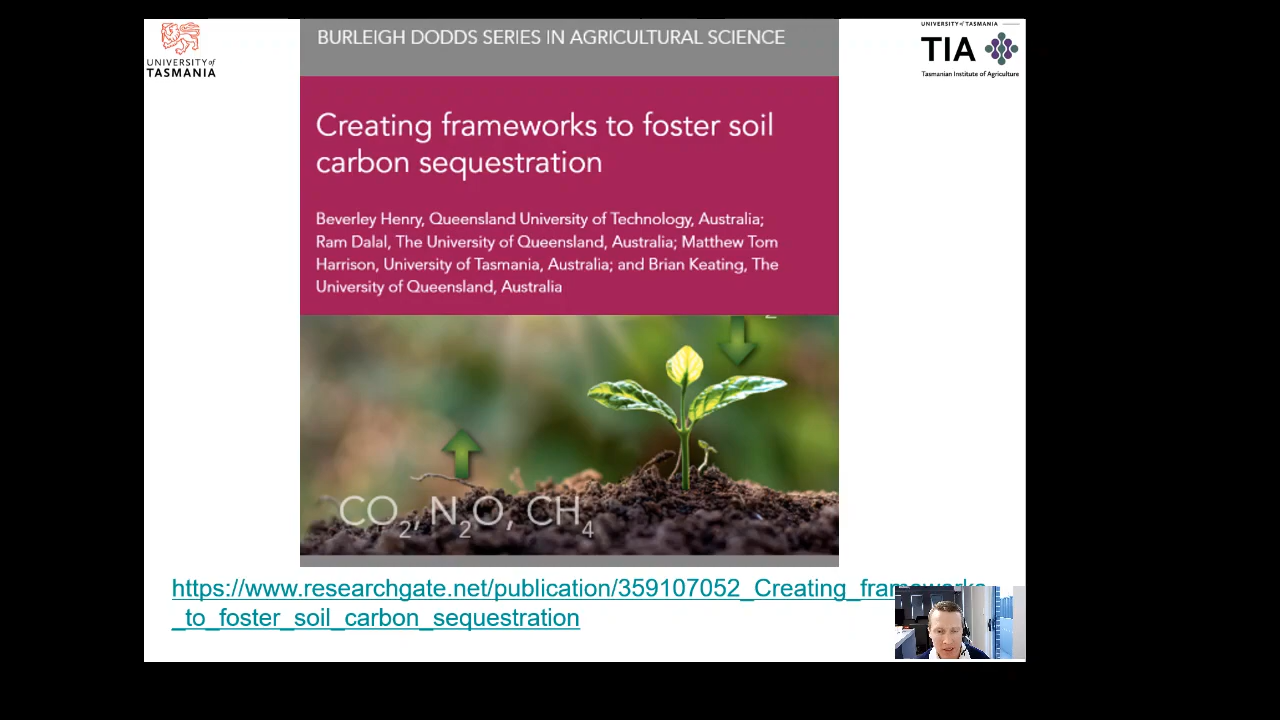 UNIVERSITY of
TASMANIA
BURLEIGH DODDS SERIES IN AGRICULTURAL SCIENCE
UNIVERSITY of TASMANIA
TIA
Tasmanian Institute of Agriculture
Creating frameworks to foster soil
carbon sequestration
Beverley Henry, Queensland University of Technology, Australia;
Ram Dalal, The University of Queensland, Australia; Matthew Tom
Harrison, University of Tasmania, Australia; and Brian Keating, The
University of Queensland, Australia
2
CO2, N2O, CH4
https://www.researchgate.net/publication/359107052_Creating_frameworks
_to_foster_soil_carbon_sequestration